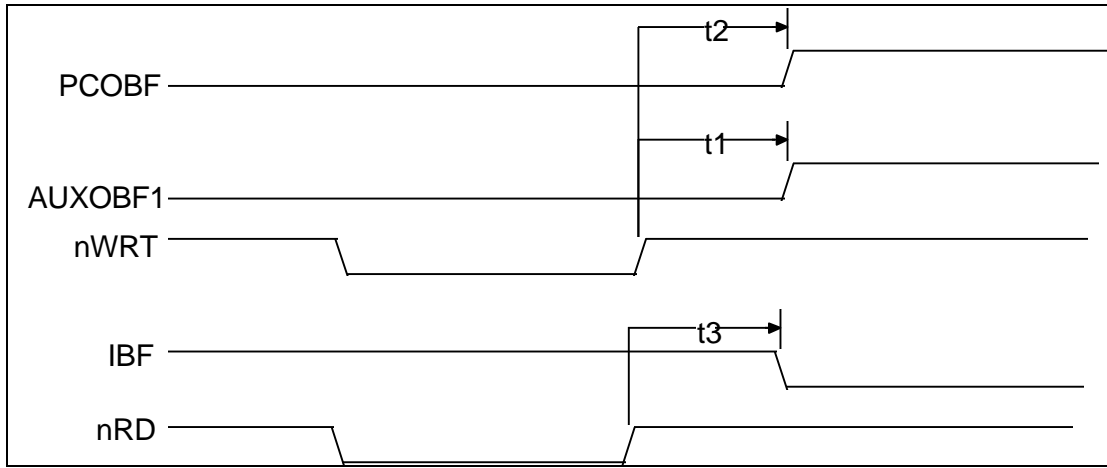 t2
PCOBF
t1
AUXOBF1
nWRT
t3
IBF
nRD